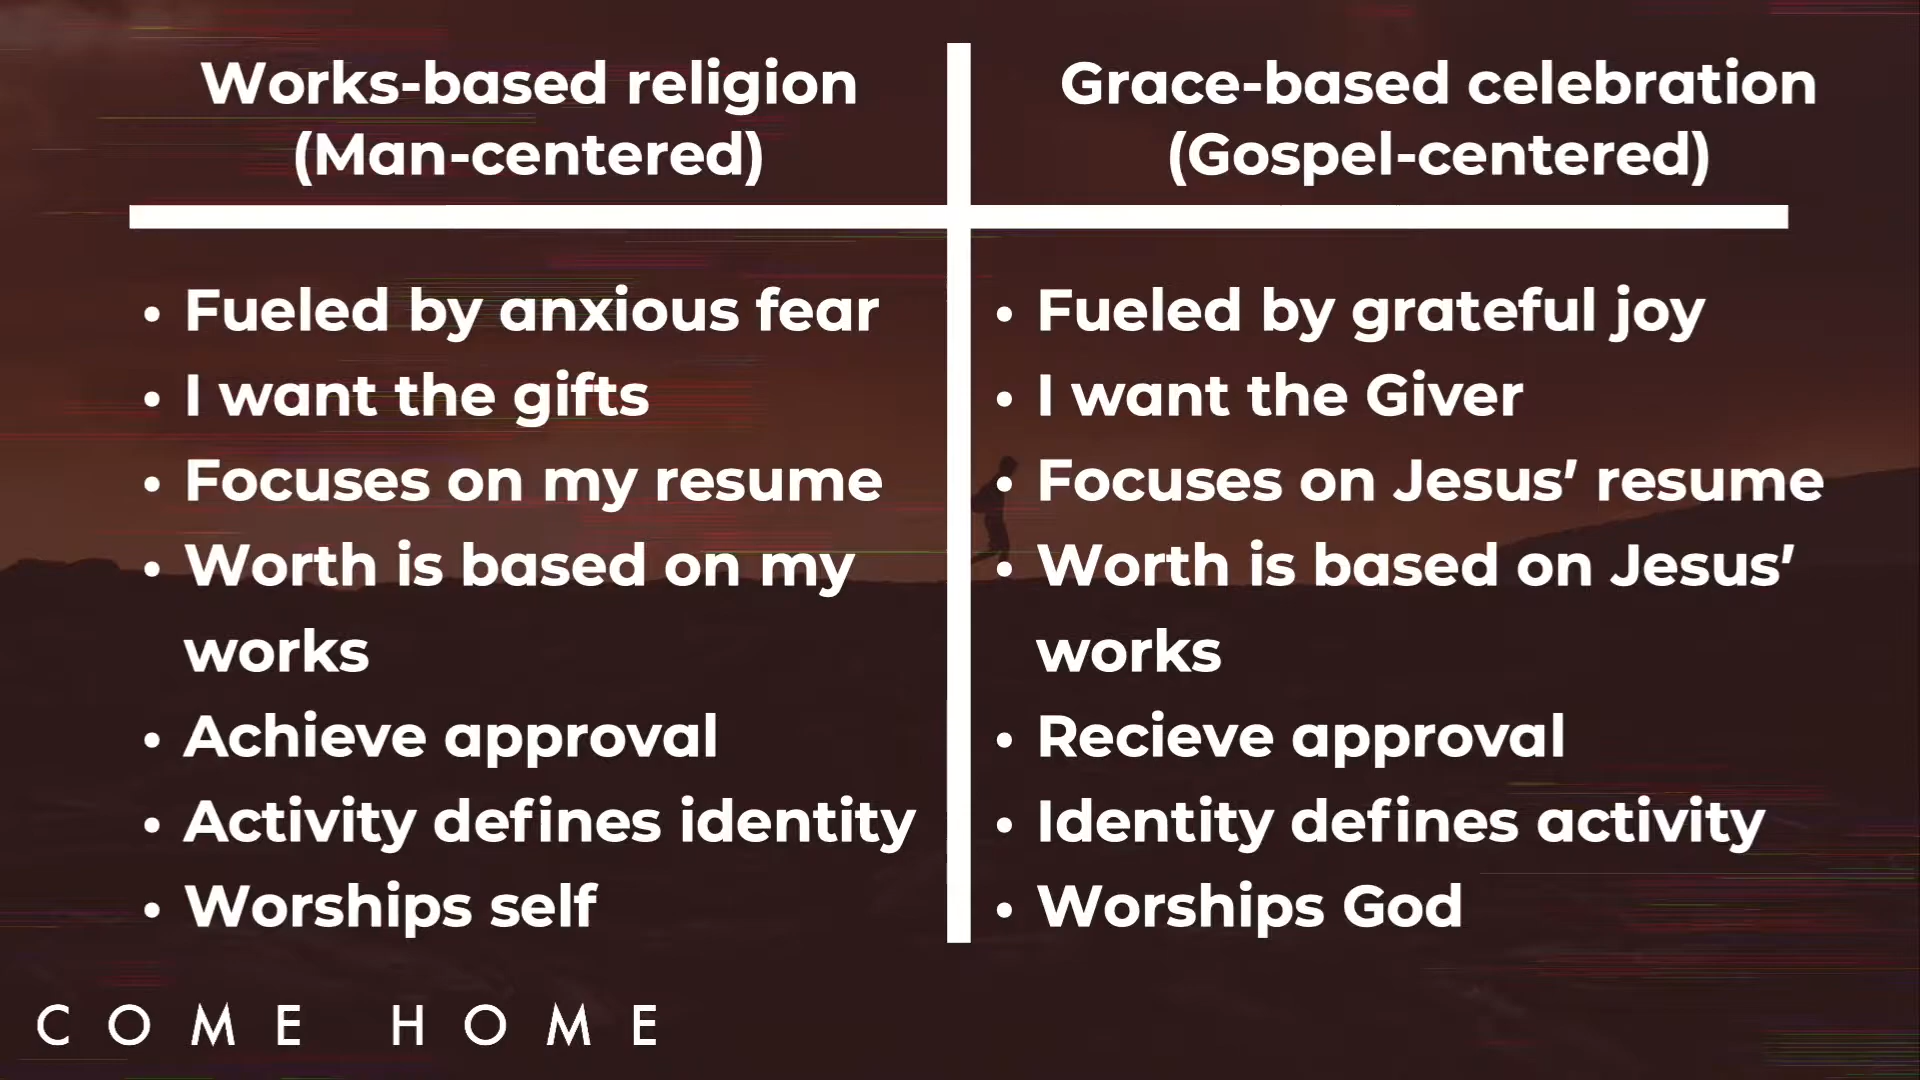 Works-based religion
(Man-centered)
• Fueled by anxious fear
• I want the gifts
• Focuses on my resume
• Worth is based on my
works
• Achieve approval
• Activity defines identity
• Worships self
Grace-based celebration
(Gospel-centered)
• Fueled by grateful joy
• I want the Giver
• Focuses on Jesus’ resume
• Worth is based on Jesus’
works
• Recieve approval
• Identity defines activity
• Worships God
COME HOME